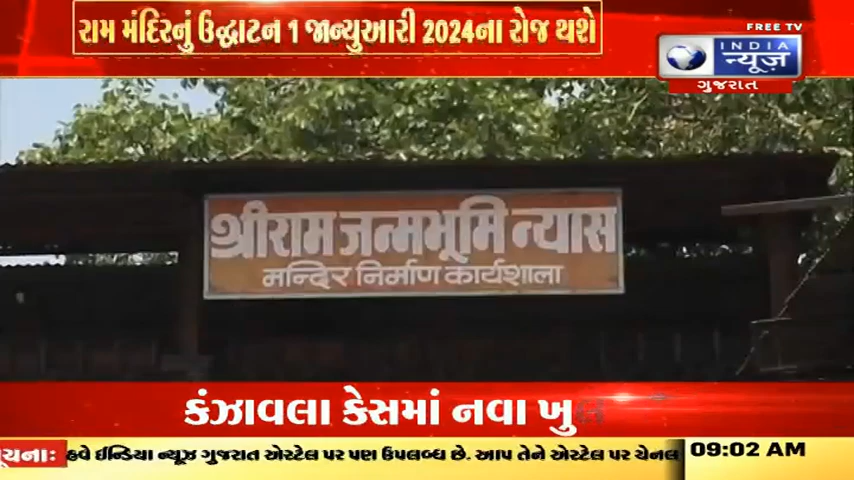 રામ મંદિરનું ઉદ્ધાટન 1 જાન્યુઆરી 2024ના રોજ થશે
FREE TV
INDIA
न्यूज़
ગુજરાત
श्रीराम जन्मभूमि न्यास
मन्दिर निर्माण कार्यशाला
કંઝાવલા કેસમાં નવા
હવે ઈન્ડિયા ન્યૂઝ ગુજરાત એરટેલ પર પણ ઉપલબ્ધ છે. આપ તેને એરટેલ પર ચેનલ
09:02 AM